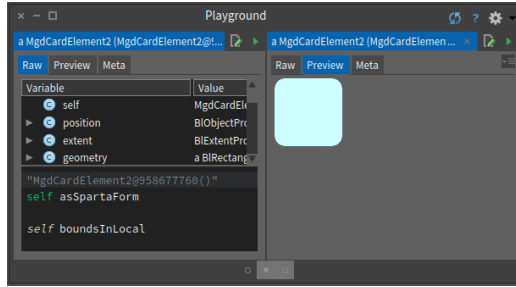 Playground
a MgdCardElement2 (MgdCardElement2@9...
a MgdCardElement2 (MgdCardElemen ...
Raw Preview Meta
Raw Preview Meta
Variable Value
self MgdCardEle
position BlObjectPro
extent BlExtentPro
geometry a BlRectang
"MgdCardElement2@958677760()"
self asSpartaForm
self boundsInLocal